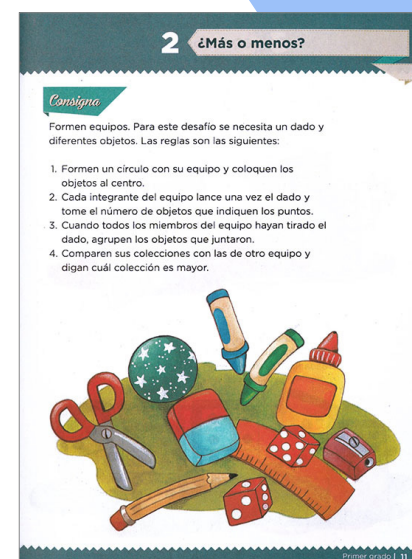 2 ¿Más o menos?
Consigna
Formen equipos. Para este desafío se necesita un dado y
diferentes objetos. Las reglas son las siguientes:
1. Formen un círculo con su equipo y coloquen los
objetos al centro.
2. Cada integrante del equipo lance una vez el dado y
tome el número de objetos que indiquen los puntos.
3. Cuando todos los miembros del equipo hayan tirado el
dado, agrupen los objetos que juntaron.
4. Comparen sus colecciones con las de otro equipo y
digan cuál colección es mayor.
Primer grado | 11